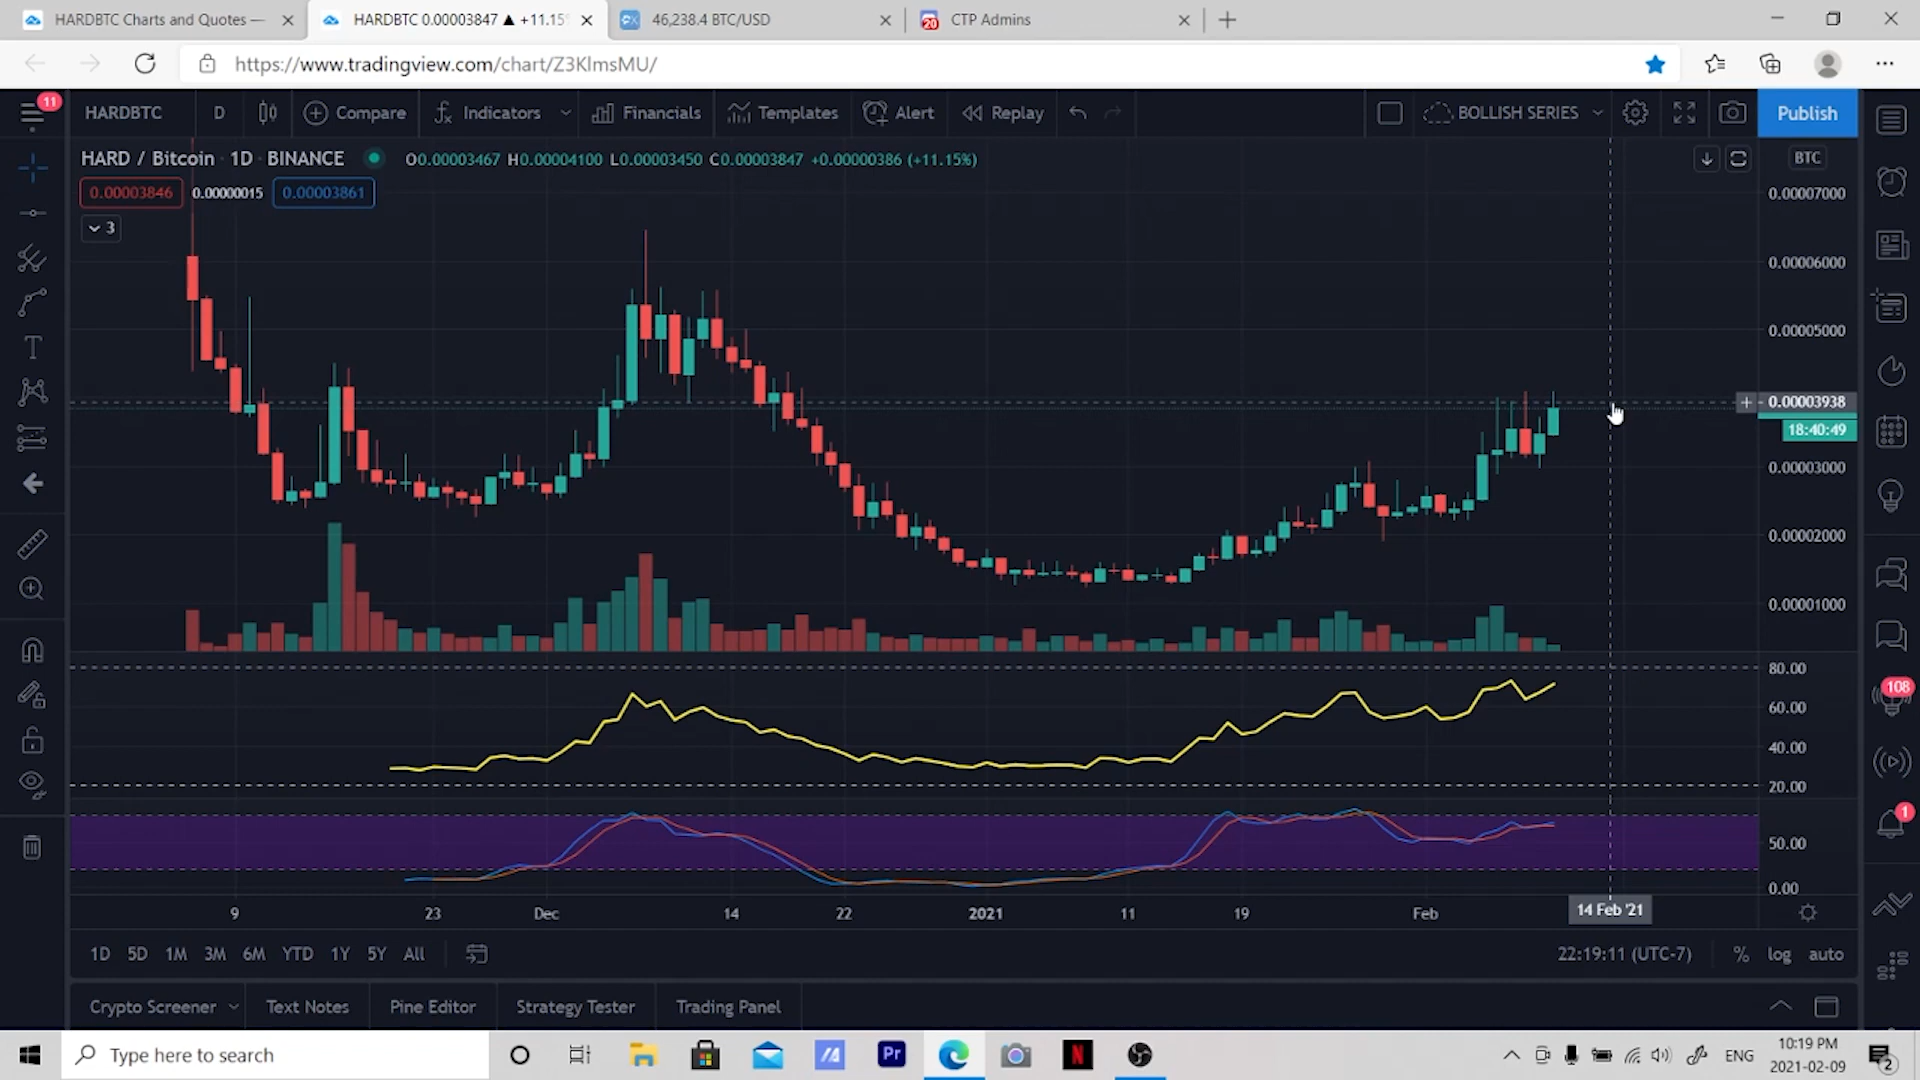 HARDBTC Charts and Quotes —
HARDBTC 0.00003847 ▲ +11.15
46,238.4 BTC/USD
20
CTP Admins
https://www.tradingview.com/chart/Z3KlmsMU/
11
HARDBTC
D
Compare
Indicators
Financials
Templates
Alert
Replay
BOLLISH SERIES
Publish
HARD / Bitcoin · 1D · BINANCE
O0.00003467 H0.00004100 L0.00003450 C0.00003847 +0.00000386 (+11.15%)
BTC
0.00003846
0.00000015
0.00003861
3
0.00007000
0.00006000
0.00005000
0.00003938
18:40:49
0.00003000
0.00002000
0.00001000
80.00
60.00
40.00
20.00
50.00
0.00
108
1
9
23
Dec
14
22
2021
11
19
Feb
14 Feb '21
1D
5D
1M
3M
6M
YTD
1Y
5Y
All
22:19:11 (UTC-7)
%
log
auto
Crypto Screener
Text Notes
Pine Editor
Strategy Tester
Trading Panel
Type here to search
Pr
N
ENG
10:19 PM
2021-02-09
2